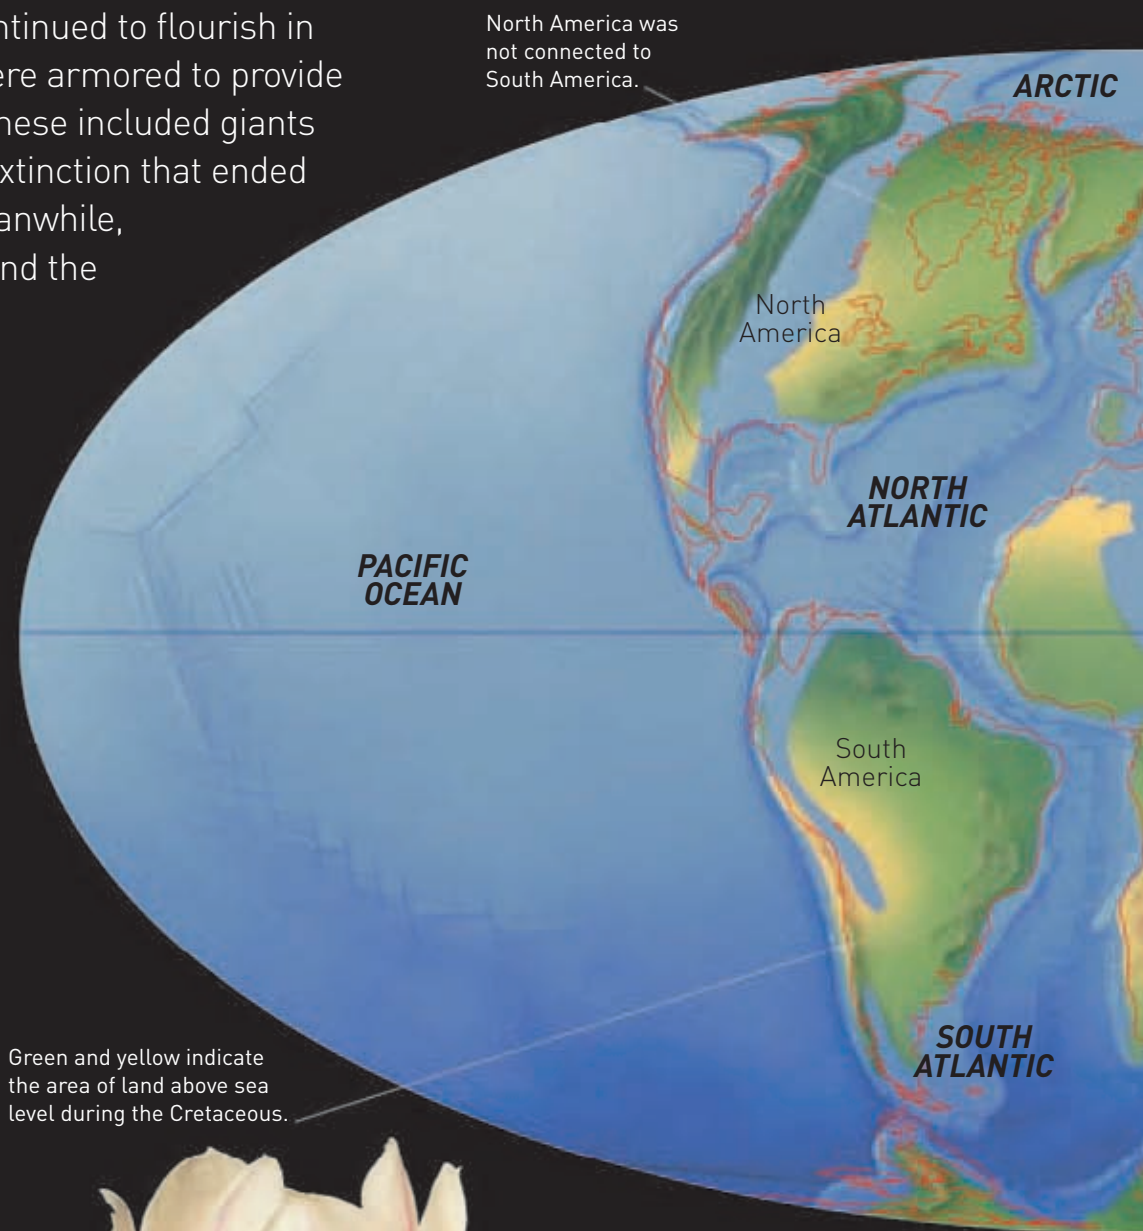 ntinued to flourish in
ere armored to provide
hese included giants
xtinction that ended
anwhile,
nd the
North America was
not connected to
South America.
ARCTIC
North
America
NORTH
ATLANTIC
PACIFIC
OCEAN
South
America
SOUTH
ATLANTIC
Green and yellow indicate
the area of land above sea
level during the Cretaceous.